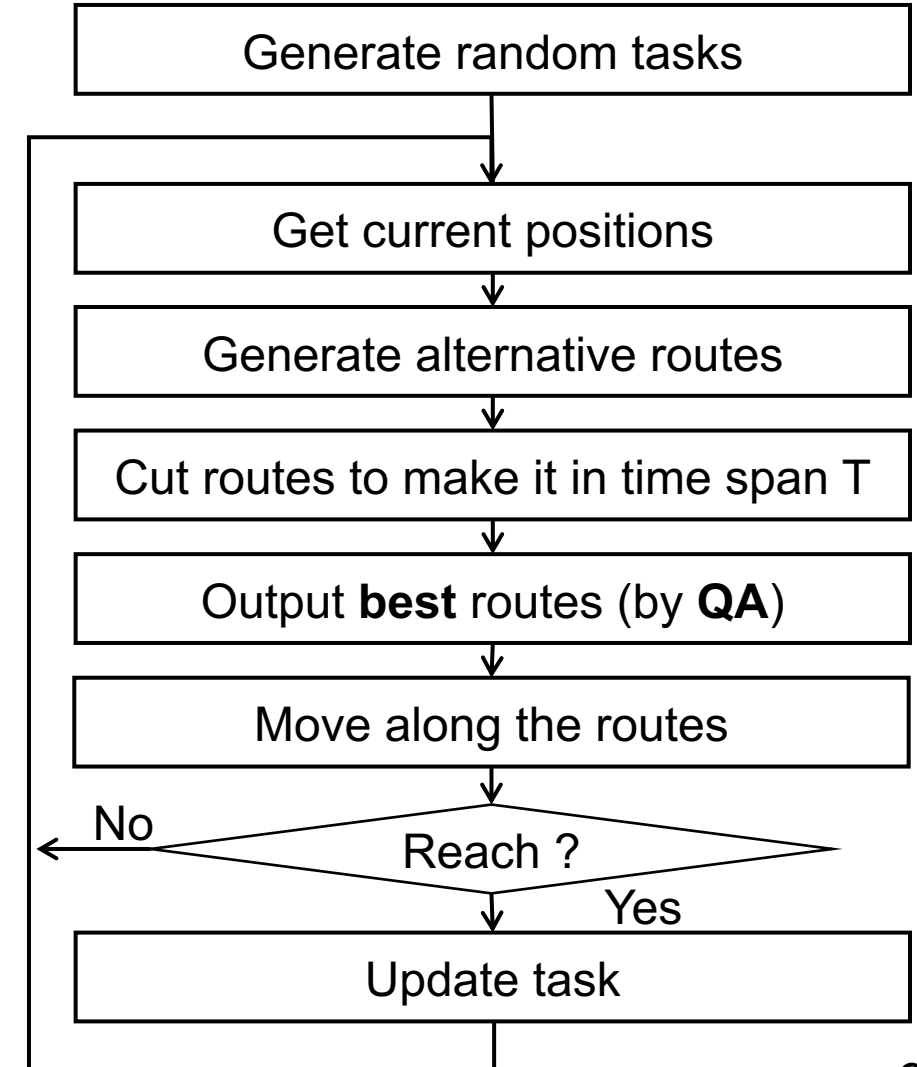 Generate random tasks
Get current positions
Generate alternative routes
Cut routes to make it in time span T
Output best routes (by QA)
Move along the routes
No
Reach ?
Yes
Update task